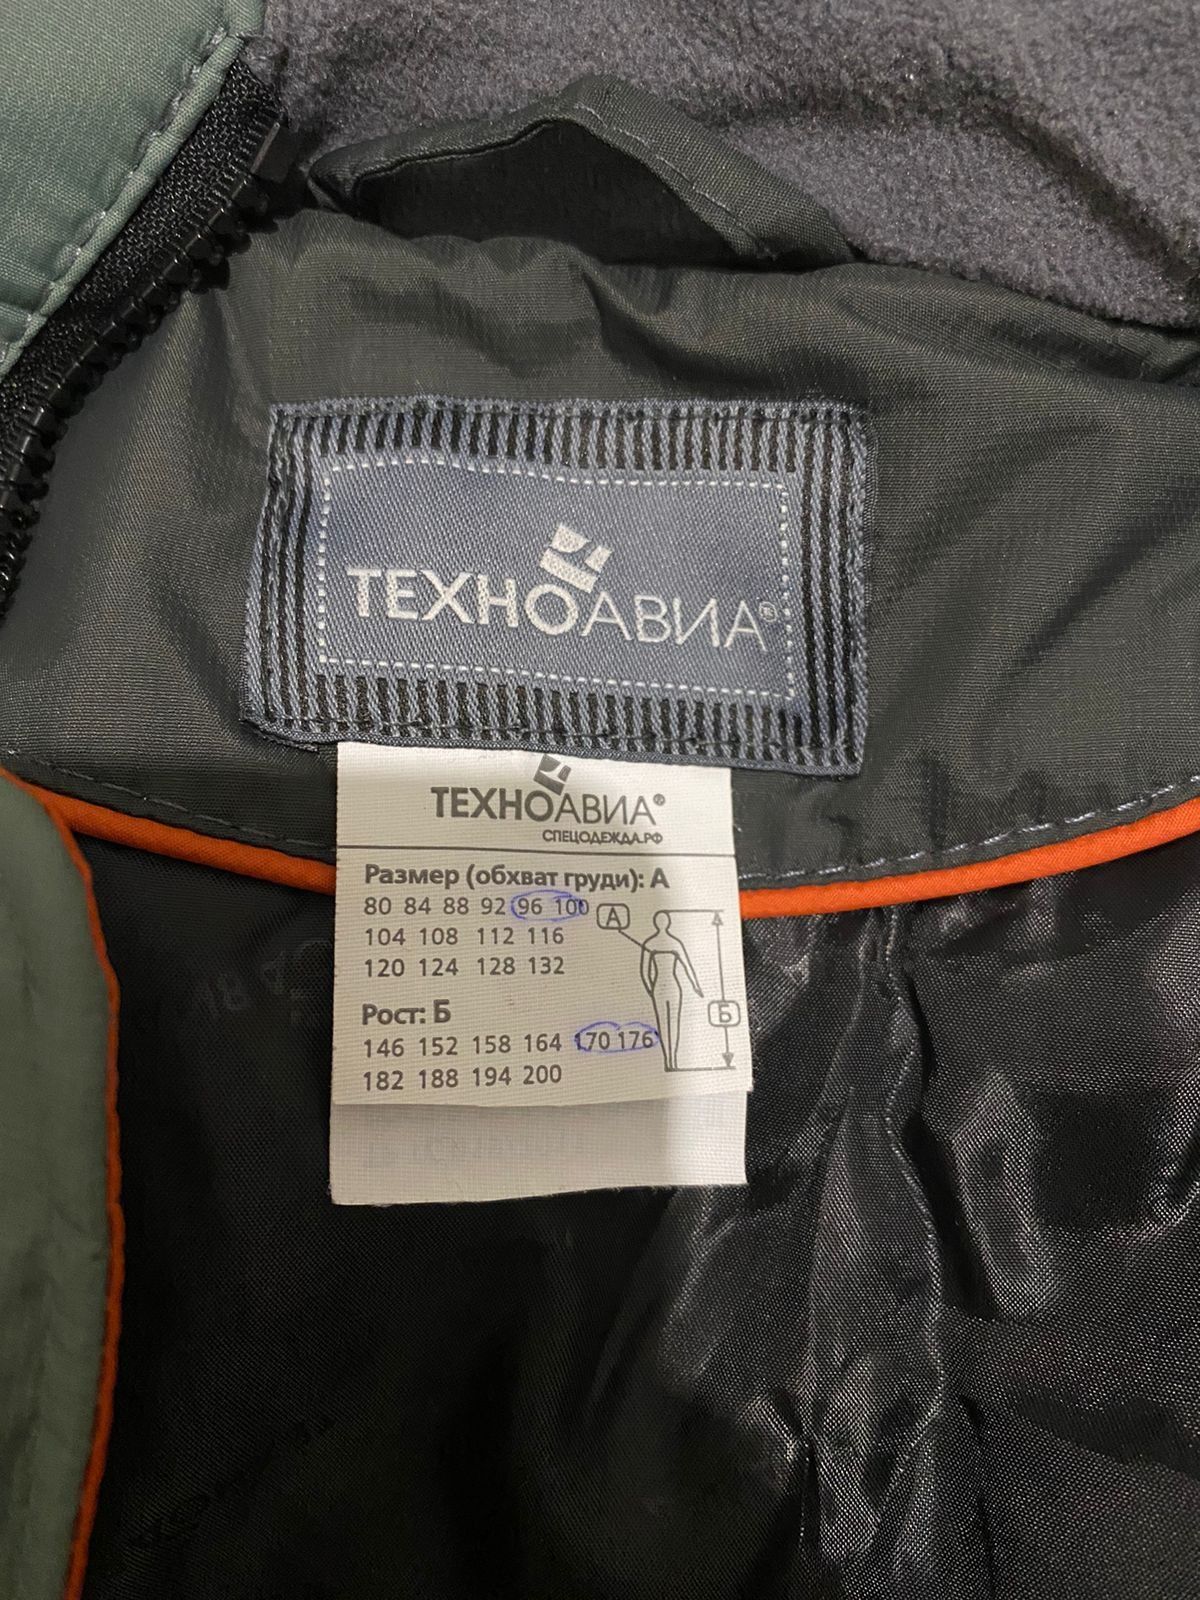 ТЕХНОАВИА®
ТЕХНОАВИА®
СПЕЦОДЕЖДА.РФ
Размер (обхват груди): А
80 84 88 92 96 100
104 108 112 116
120 124 128 132
А
Рост: Б
146 152 158 164 170 176
182 188 194 200
Б